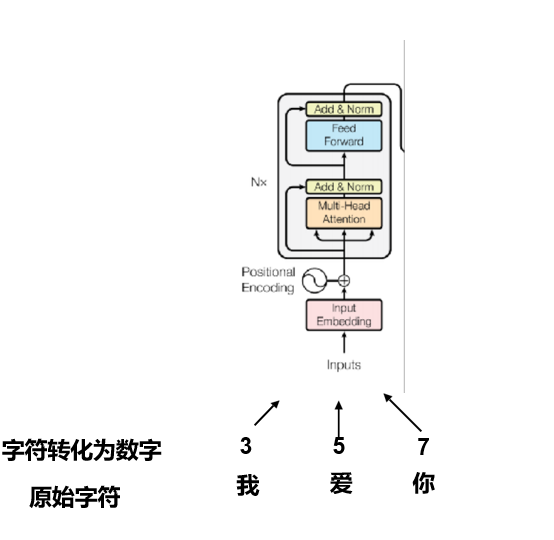 Add & Norm
Feed
Forward
N×
Add & Norm
Multi-Head
Attention
Positional
Encoding
Input
Embedding
Inputs
字符转化为数字 3 5 7
原始字符 我 爱 你